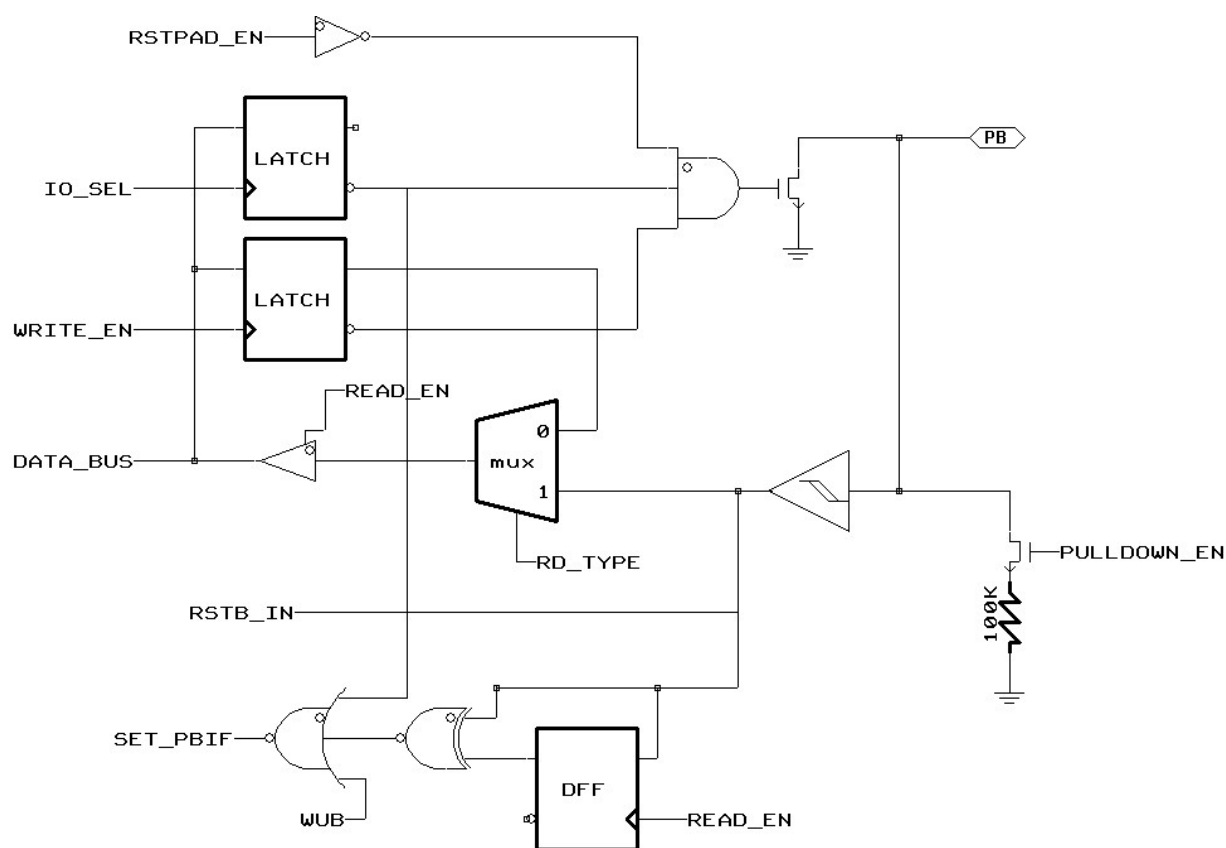 RSTPAD_EN
PB
LATCH
IO_SEL
LATCH
WRITE_EN
READ_EN
0
DATA_BUS
mux
1
RD_TYPE
PULLDOWN_EN
100K
RSTB_IN
SET_PBIF
DFF
WUB
READ_EN